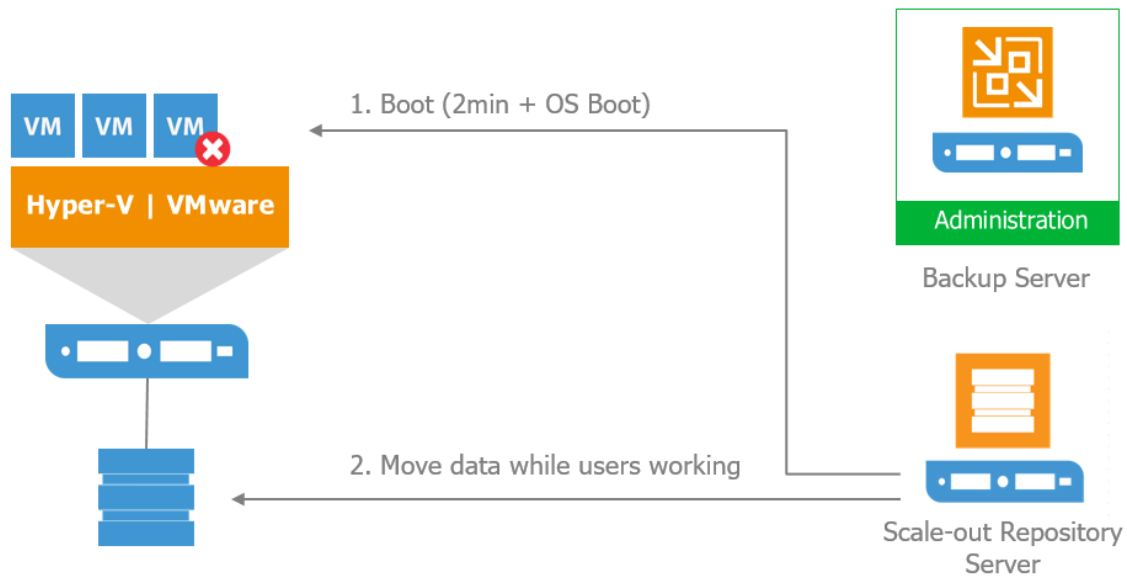 VM VM VM
Hyper-V | VMware
1. Boot (2min + OS Boot)
2. Move data while users working
Administration
Backup Server
Scale-out Repository
Server